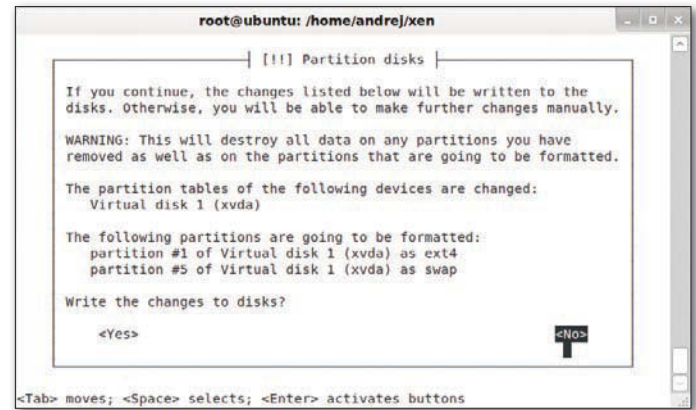 root@ubuntu: /home/andrej/xen
[!!] Partition disks
If you continue, the changes listed below will be written to the
disks. Otherwise, you will be able to make further changes manually.
WARNING: This will destroy all data on any partitions you have
removed as well as on the partitions that are going to be formatted.
The partition tables of the following devices are changed:
Virtual disk 1 (xvda)
The following partitions are going to be formatted:
partition #1 of Virtual disk 1 (xvda) as ext4
partition #5 of Virtual disk 1 (xvda) as swap
Write the changes to disks?
<Yes> <No>
<Tab> moves; <Space> selects; <Enter> activates buttons